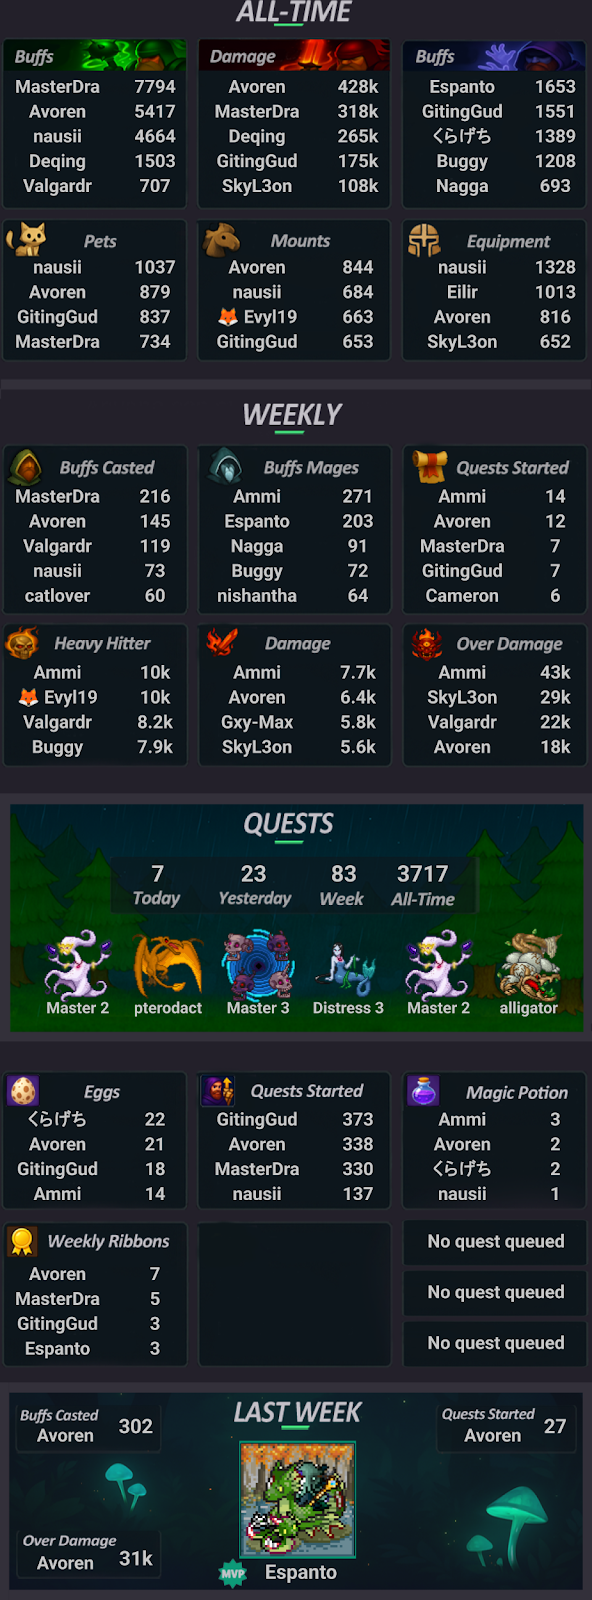 ALL-TIME
Buffs
MasterDra 7794
Avoren 5417
nausii 4664
Deqing 1503
Valgardr 707
Damage
Avoren 428k
MasterDra 318k
Deqing 265k
GitingGud 175k
SkyL3on 108k
Buffs
Espanto 1653
GitingGud 1551
くらげち 1389
Buggy 1208
Nagga 693
Pets
nausii 1037
Avoren 879
GitingGud 837
MasterDra 734
Mounts
Avoren 844
nausii 684
🦊 Evyl19 663
GitingGud 653
Equipment
nausii 1328
Eilir 1013
Avoren 816
SkyL3on 652
WEEKLY
Buffs Casted
MasterDra 216
Avoren 145
Valgardr 119
nausii 73
catlover 60
Buffs Mages
Ammi 271
Espanto 203
Nagga 91
Buggy 72
nishantha 64
Quests Started
Ammi 14
Avoren 12
MasterDra 7
GitingGud 7
Cameron 6
Heavy Hitter
Ammi 10k
🦊 Evyl19 10k
Valgardr 8.2k
Buggy 7.9k
Damage
Ammi 7.7k
Avoren 6.4k
Gxy-Max 5.8k
SkyL3on 5.6k
Over Damage
Ammi 43k
SkyL3on 29k
Valgardr 22k
Avoren 18k
QUESTS
7 23 83 3717
Today Yesterday Week All-Time
Master 2 pterodact Master 3 Distress 3 Master 2 alligator
Eggs
くらげち 22
Avoren 21
GitingGud 18
Ammi 14
Quests Started
GitingGud 373
Avoren 338
MasterDra 330
nausii 137
Magic Potion
Ammi 3
Avoren 2
くらげち 2
nausii 1
Weekly Ribbons
Avoren 7
MasterDra 5
GitingGud 3
Espanto 3
No quest queued
No quest queued
No quest queued
LAST WEEK
Buffs Casted
Avoren 302
Quests Started
Avoren 27
Over Damage
Avoren 31k
MVP Espanto